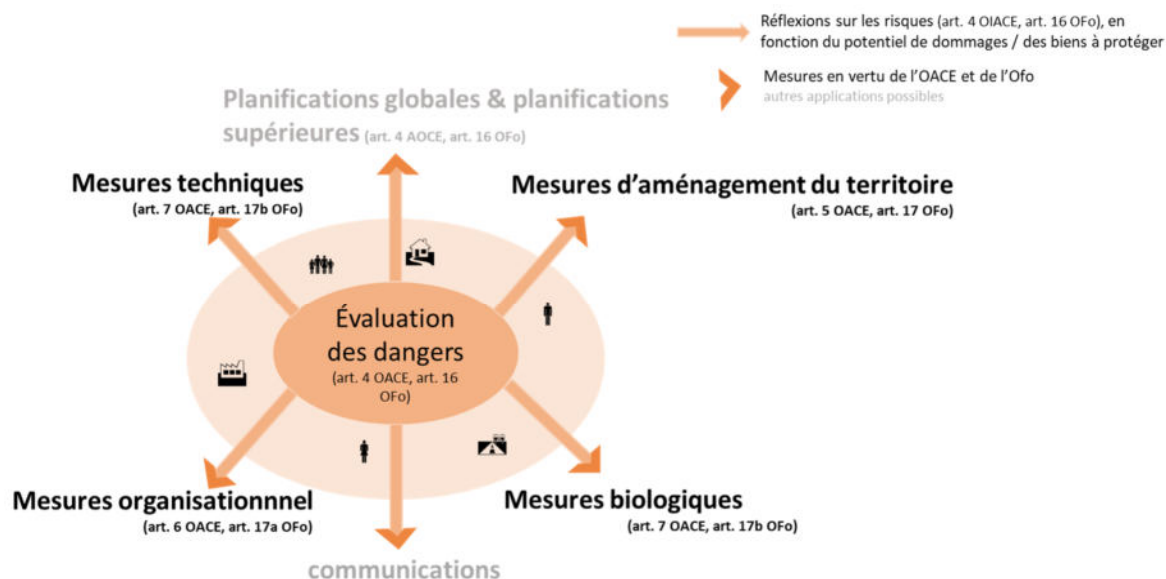 Réflexions sur les risques (art. 4 OIACE, art. 16 OFo), en
fonction du potentiel de dommages / des biens à protéger
Mesures en vertu de l'OACE et de l'Ofo
autres applications possibles
Planifications globales & planifications
supérieures (art. 4 AOCE, art. 16 OFo)
Mesures techniques
(art. 7 OACE, art. 17b OFo)
Mesures d'aménagement du territoire
(art. 5 OACE, art. 17 OFo)
Évaluation
des dangers
(art. 4 OACE, art. 16
OFo)
Mesures organisationnnel
(art. 6 OACE, art. 17a OFo)
Mesures biologiques
(art. 7 OACE, art. 17b OFo)
communications